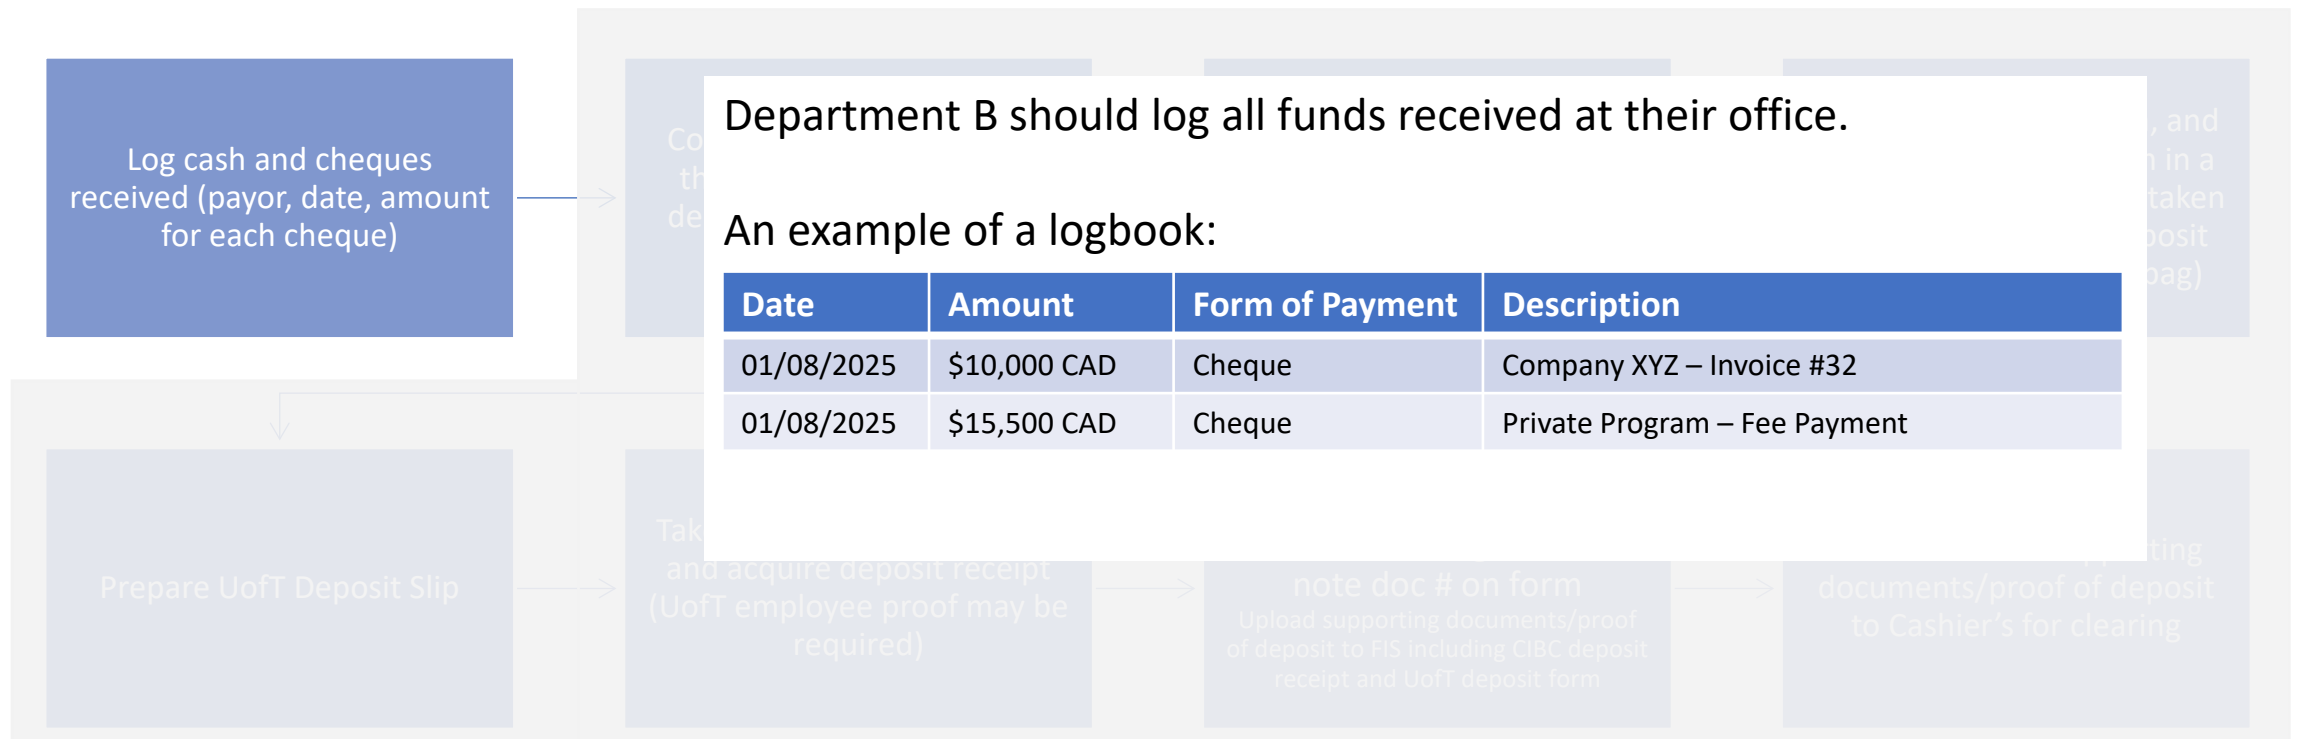 Log cash and cheques
received (payor, date, amount
for each cheque)
Department B should log all funds received at their office.
An example of a logbook:
Date Amount Form of Payment Description
01/08/2025 $10,000 CAD Cheque Company XYZ – Invoice #32
01/08/2025 $15,500 CAD Cheque Private Program – Fee Payment
, and
in a
taken
bag)
Prepare UofT Deposit Slip
and acquire deposit receipt
(UofT employee proof may be
required)
note doc # on form
Upload supporting documents/proof
of deposit to FIS including CIBC deposit
receipt and UofT deposit form
documents/proof of deposit
to Cashier's for clearing